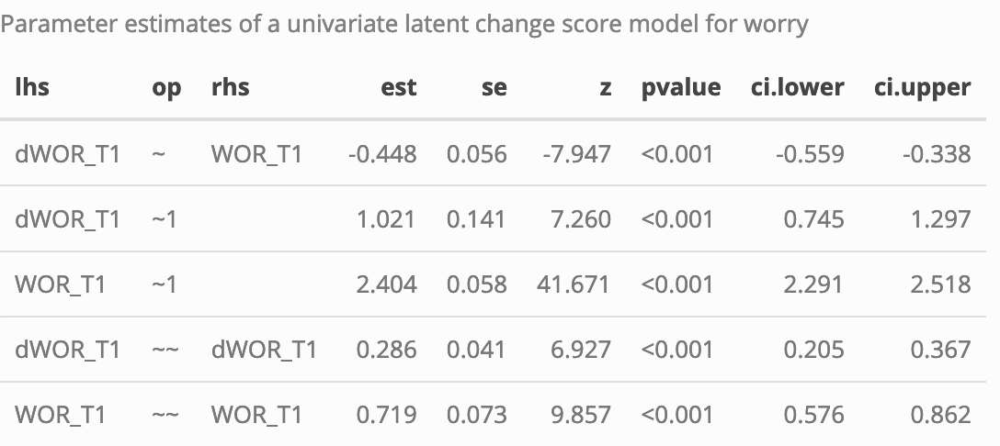 Parameter estimates of a univariate latent change score model for worry
lhs op rhs est se z pvalue ci.lower ci.upper
dWOR_T1 ~ WOR_T1 -0.448 0.056 -7.947 <0.001 -0.559 -0.338
dWOR_T1 ~1 1.021 0.141 7.260 <0.001 0.745 1.297
WOR_T1 ~1 2.404 0.058 41.671 <0.001 2.291 2.518
dWOR_T1 ~~ dWOR_T1 0.286 0.041 6.927 <0.001 0.205 0.367
WOR_T1 ~~ WOR_T1 0.719 0.073 9.857 <0.001 0.576 0.862